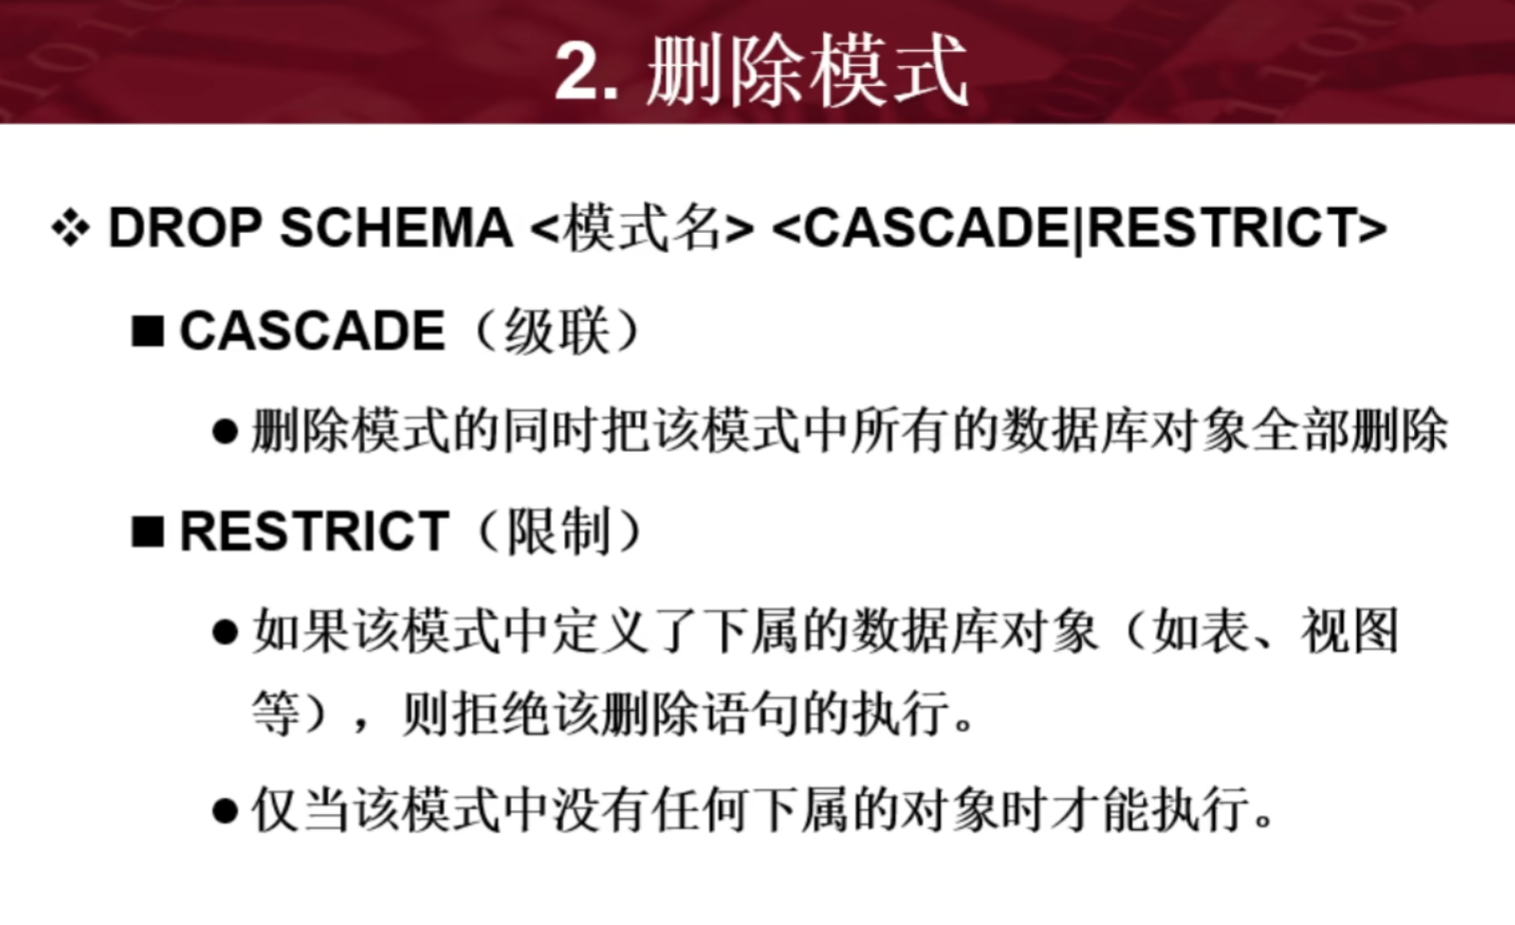 2. 删除模式
❖ DROP SCHEMA <模式名> <CASCADE|RESTRICT>
■ CASCADE（级联）
● 删除模式的同时把该模式中所有的数据库对象全部删除
■ RESTRICT（限制）
● 如果该模式中定义了下属的数据库对象（如表、视图
等），则拒绝该删除语句的执行。
● 仅当该模式中没有任何下属的对象时才能执行。